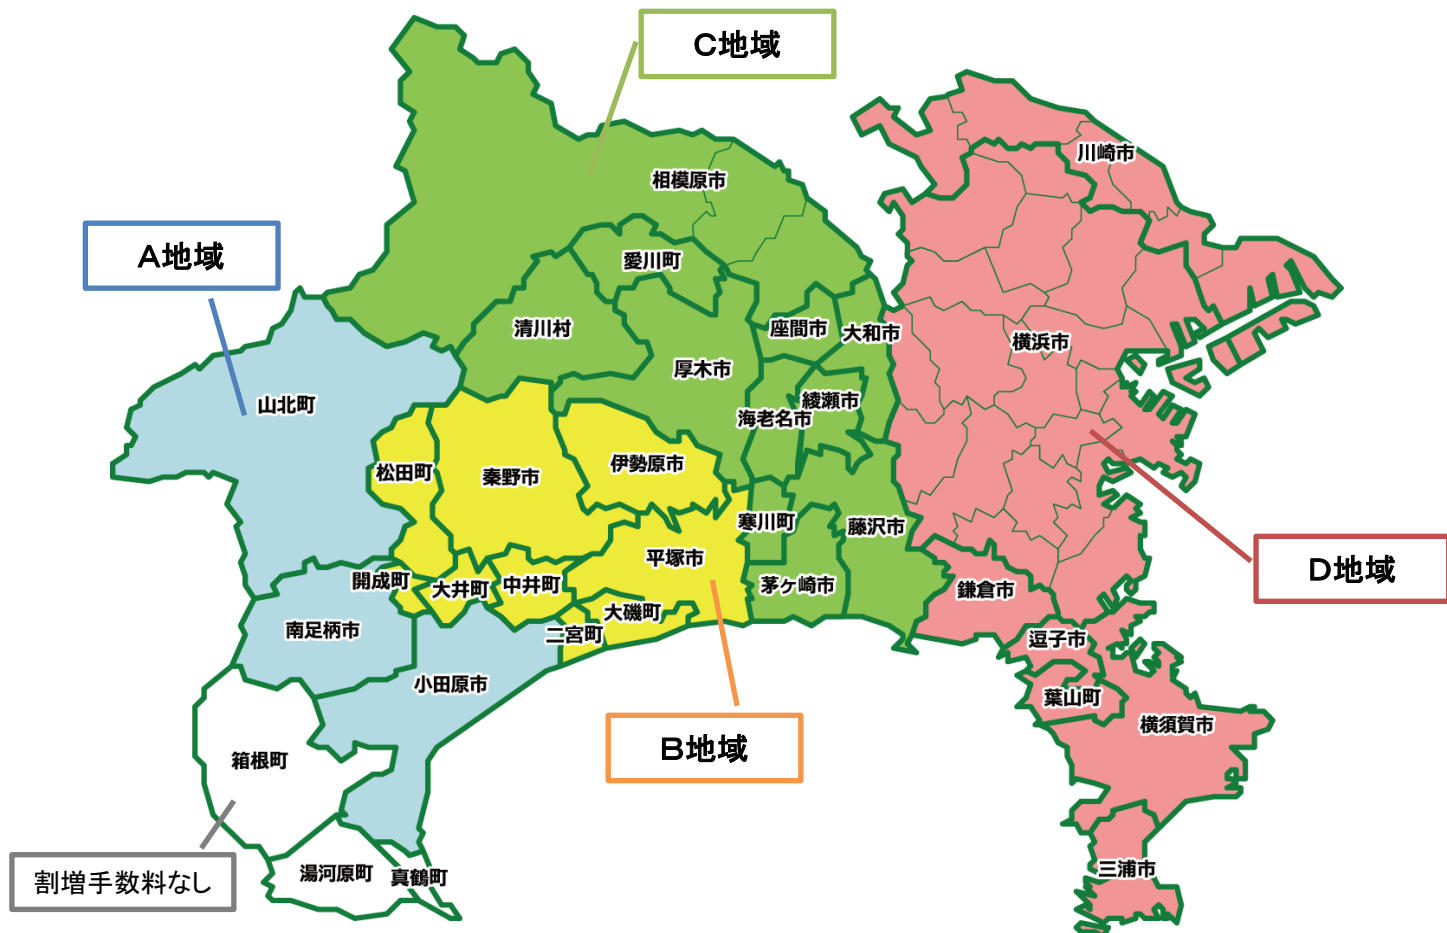 C地域
川崎市
相模原市
A地域
愛川町
清川村
座間市
大和市
横浜市
厚木市
山北町
綾瀬市
海老名市
松田町
秦野市
伊勢原市
寒川町
藤沢市
平塚市
D地域
開成町
大井町
中井町
茅ヶ崎市
鎌倉市
大磯町
南足柄市
二宮町
逗子市
小田原市
葉山町
横須賀市
B地域
箱根町
割増手数料なし
湯河原町
真鶴町
三浦市